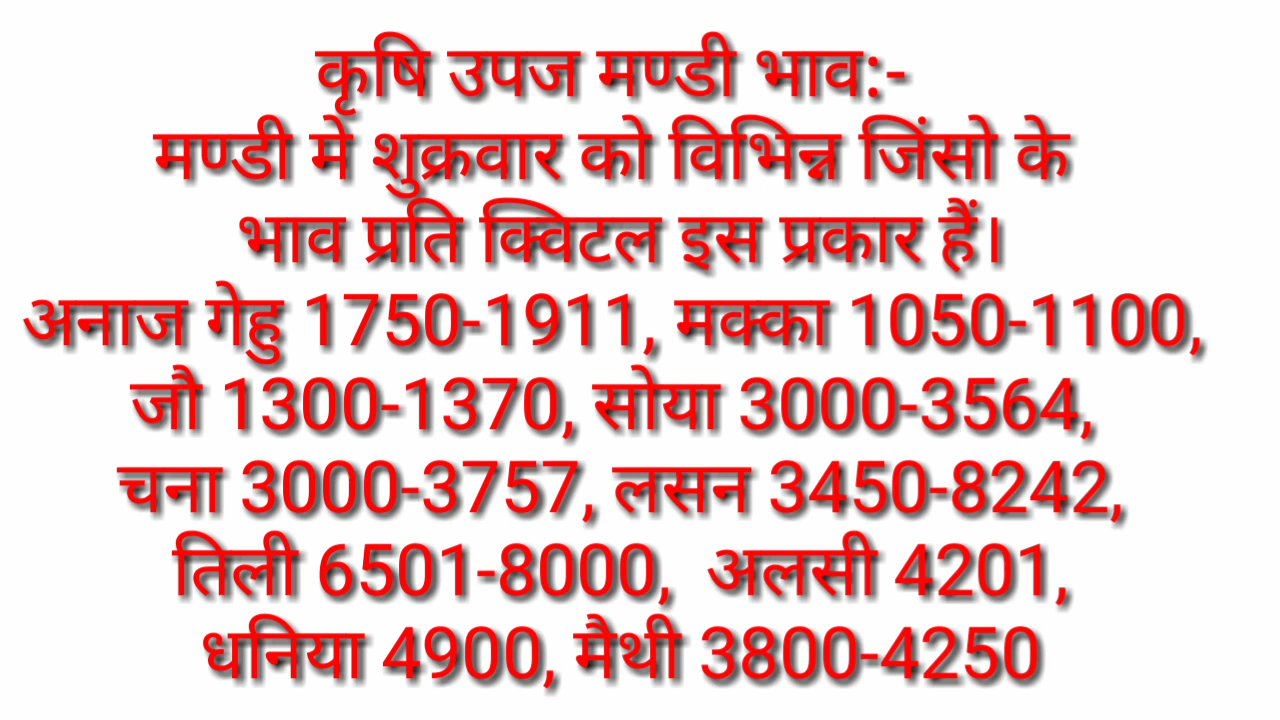 कृषि उपज मण्डी भाव:-
मण्डी मे शुक्रवार को विभिन्न जिंसो के
भाव प्रति क्विटल इस प्रकार हैं।
अनाज गेहु 1750-1911, मक्का 1050-1100,
जौ 1300-1370, सोया 3000-3564,
चना 3000-3757, लसन 3450-8242,
तिली 6501-8000, अलसी 4201,
धनिया 4900, मैथी 3800-4250